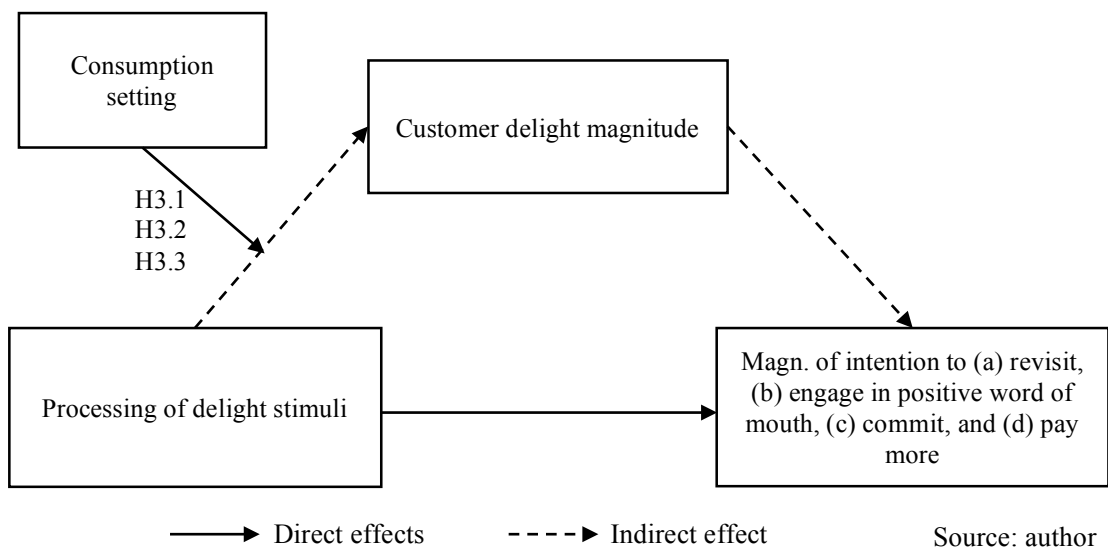 Consumption
setting
Customer delight magnitude
H3.1
H3.2
H3.3
Processing of delight stimuli
Magn. of intention to (a) revisit,
(b) engage in positive word of
mouth, (c) commit, and (d) pay
more
Direct effects
Indirect effect
Source: author